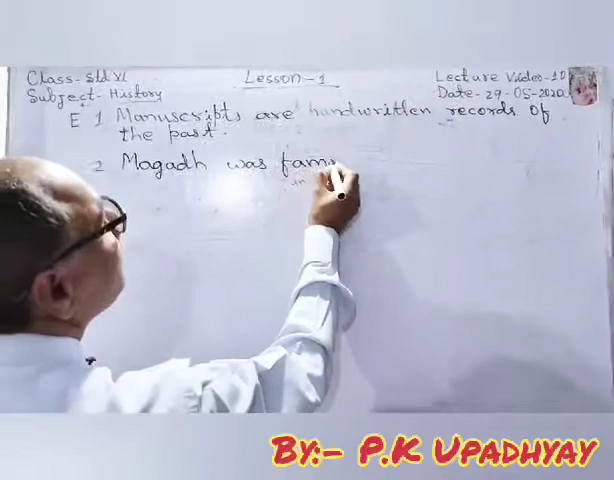 Class- Std VI
Lesson-1
Lecture Video-10
Subject- History
Date- 29-05-2020
E 1 Manuscripts are handwritten records of
the past.
2 Magadh was fam
By:- P.K Upadhyay